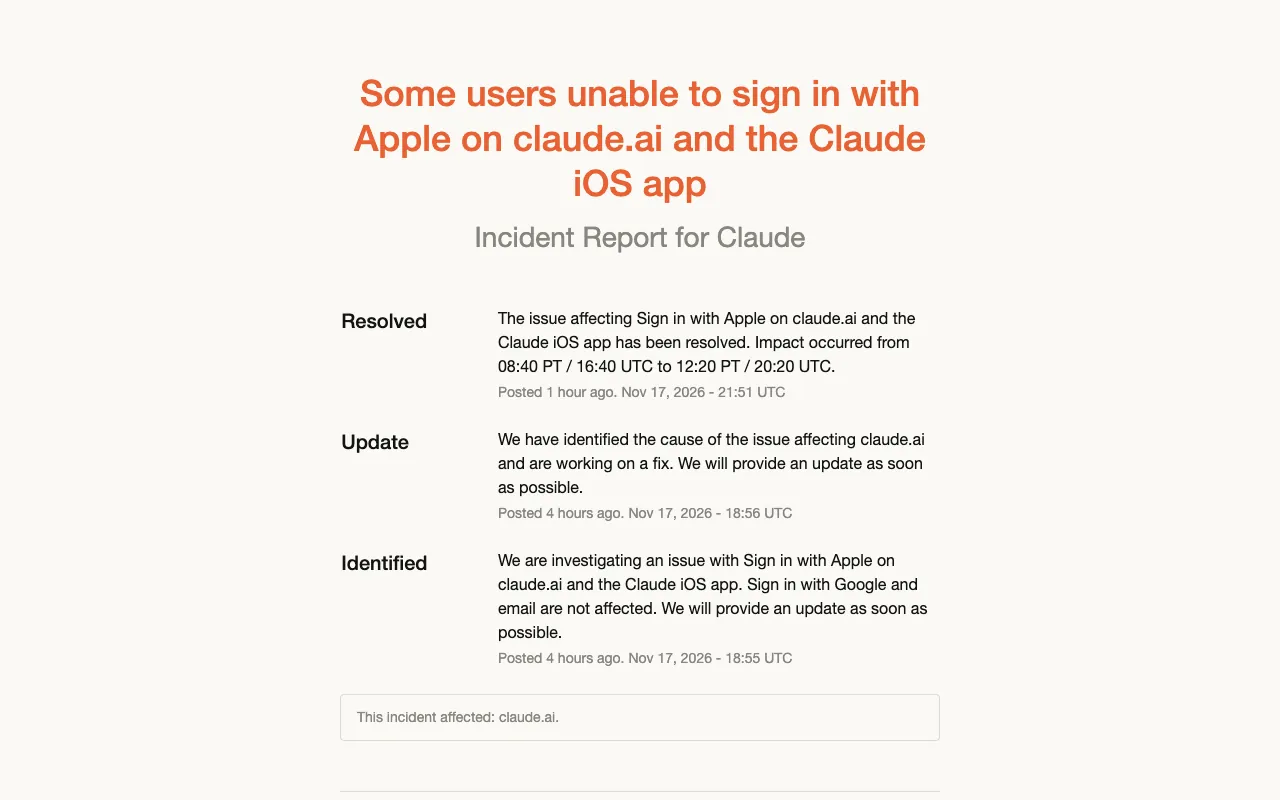 Some users unable to sign in with
Apple on claude.ai and the Claude
iOS app
Incident Report for Claude
Resolved
The issue affecting Sign in with Apple on claude.ai and the
Claude iOS app has been resolved. Impact occurred from
08:40 PT / 16:40 UTC to 12:20 PT / 20:20 UTC.
Posted 1 hour ago. Nov 17, 2026 - 21:51 UTC
Update
We have identified the cause of the issue affecting claude.ai
and are working on a fix. We will provide an update as soon
as possible.
Posted 4 hours ago. Nov 17, 2026 - 18:56 UTC
Identified
We are investigating an issue with Sign in with Apple on
claude.ai and the Claude iOS app. Sign in with Google and
email are not affected. We will provide an update as soon as
possible.
Posted 4 hours ago. Nov 17, 2026 - 18:55 UTC
This incident affected: claude.ai.